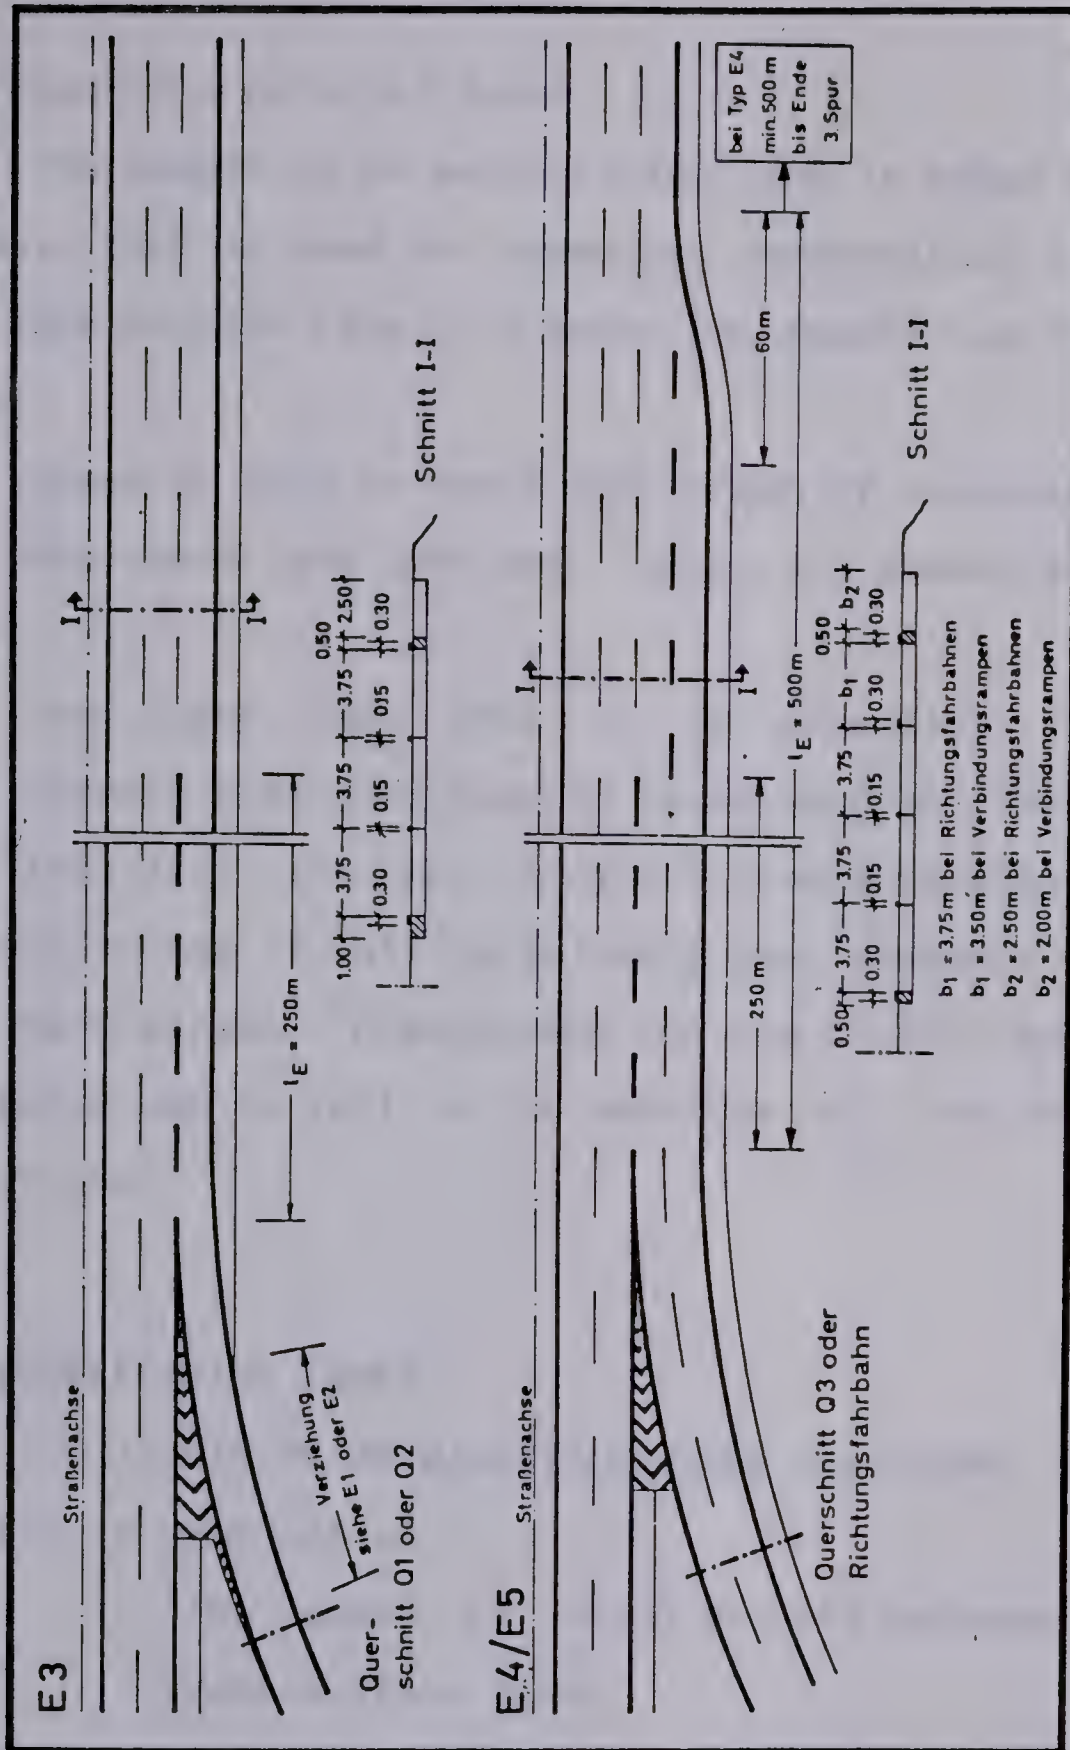 E3
Straßenachse
I
I
lE = 250m
Verziehung
siehe E1 oder E2
Quer-
schnitt Q1 oder Q2
1.00 3.75 3.75 3.75 0.50 2.50
0.30 0.15 0.15 0.30
Schnitt I-I
E4/E5
Straßenachse
I
I
250m
60m
lE = 500m
bei Typ E4
min.500m
bis Ende
3. Spur
Querschnitt Q3 oder
Richtungsfahrbahn
0.50 3.75 3.75 3.75 b1 0.50 b2
0.30 0.15 0.15 0.30 0.30
Schnitt I-I
b1 = 3.75m bei Richtungsfahrbahnen
b1 = 3.50m bei Verbindungsrampen
b2 = 2.50m bei Richtungsfahrbahnen
b2 = 2.00m bei Verbindungsrampen